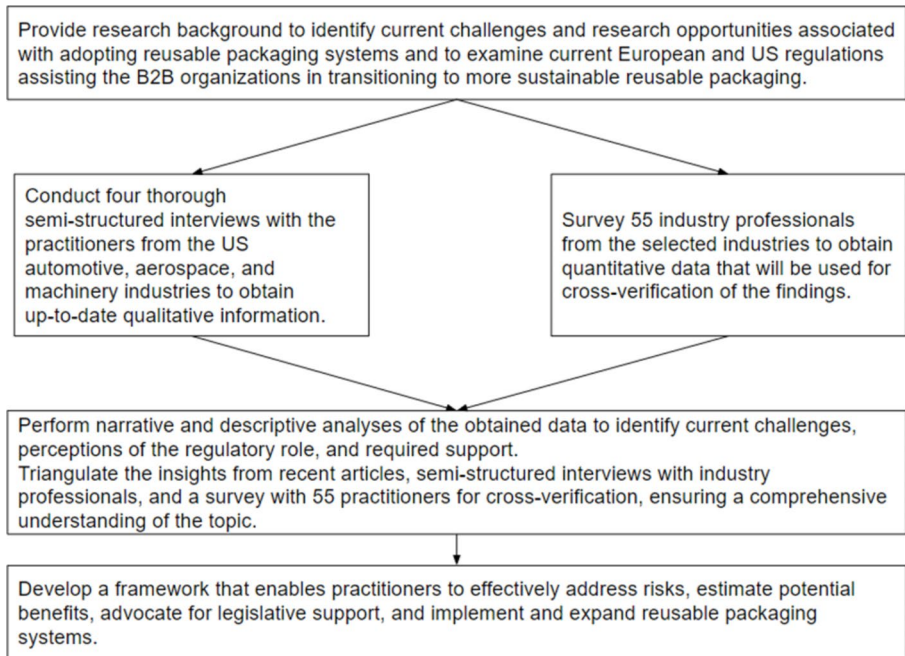 Provide research background to identify current challenges and research opportunities associated
with adopting reusable packaging systems and to examine current European and US regulations
assisting the B2B organizations in transitioning to more sustainable reusable packaging.
Conduct four thorough
semi-structured interviews with the
practitioners from the US
automotive, aerospace, and
machinery industries to obtain
up-to-date qualitative information.
Survey 55 industry professionals
from the selected industries to obtain
quantitative data that will be used for
cross-verification of the findings.
Perform narrative and descriptive analyses of the obtained data to identify current challenges,
perceptions of the regulatory role, and required support.
Triangulate the insights from recent articles, semi-structured interviews with industry
professionals, and a survey with 55 practitioners for cross-verification, ensuring a comprehensive
understanding of the topic.
Develop a framework that enables practitioners to effectively address risks, estimate potential
benefits, advocate for legislative support, and implement and expand reusable packaging
systems.